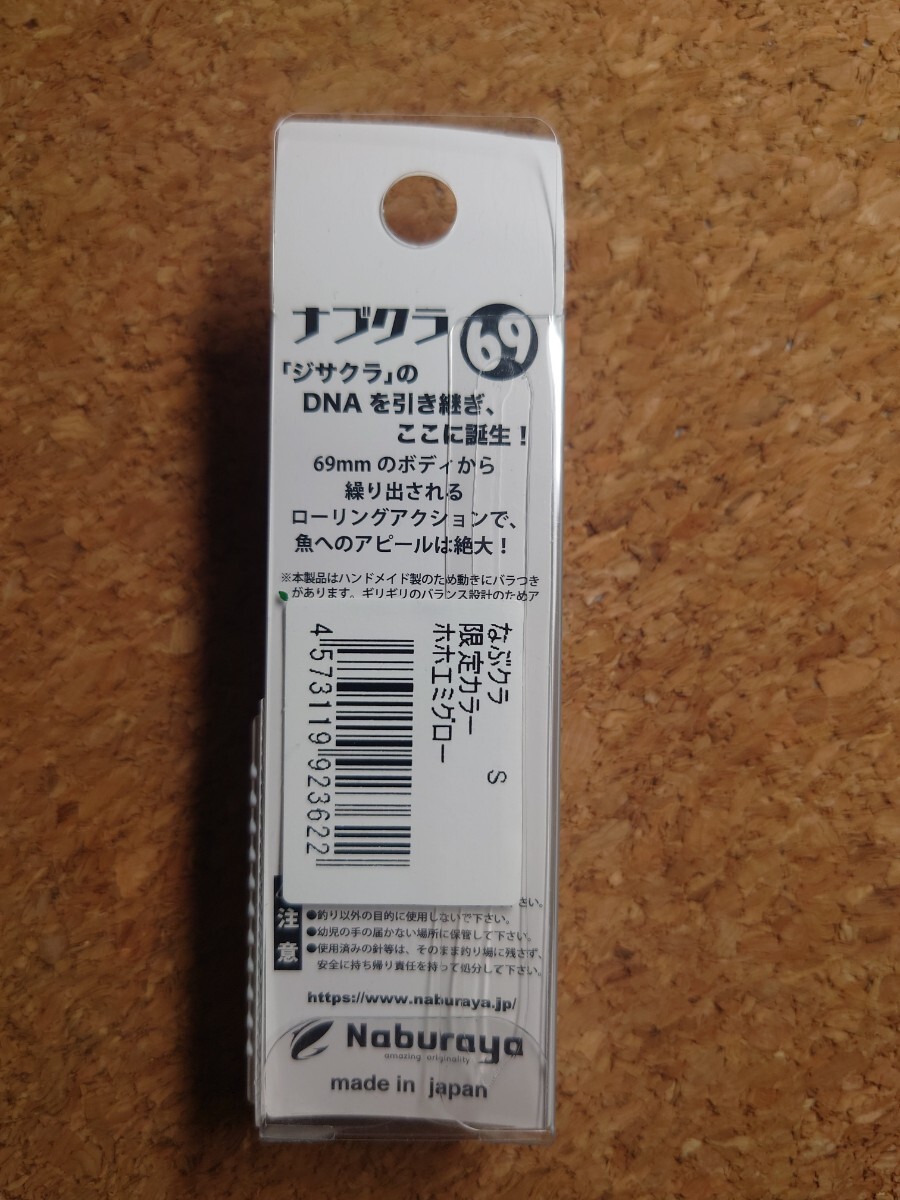 ナブクラ 69
「ジサクラ」の
DNA を引き継ぎ、
ここに誕生！
69mm のボディから
繰り出される
ローリングアクションで、
魚へのアピールは絶大！
※本製品はハンドメイド製のため動きにバラつき
があります。ギリギリのバランス設計のためア
なぶクラ S
限定カラー
ホホエミグロー
4573119923622
さい。
注意
●釣り以外の目的に使用しないで下さい。
●幼児の手の届かない場所に保管して下さい。
●使用済みの針等は、そのまま釣り場に残さず、
安全に持ち帰り責任を持って処分して下さい。
https://www.naburaya.jp/
Naburaya
amazing originality
made in japan